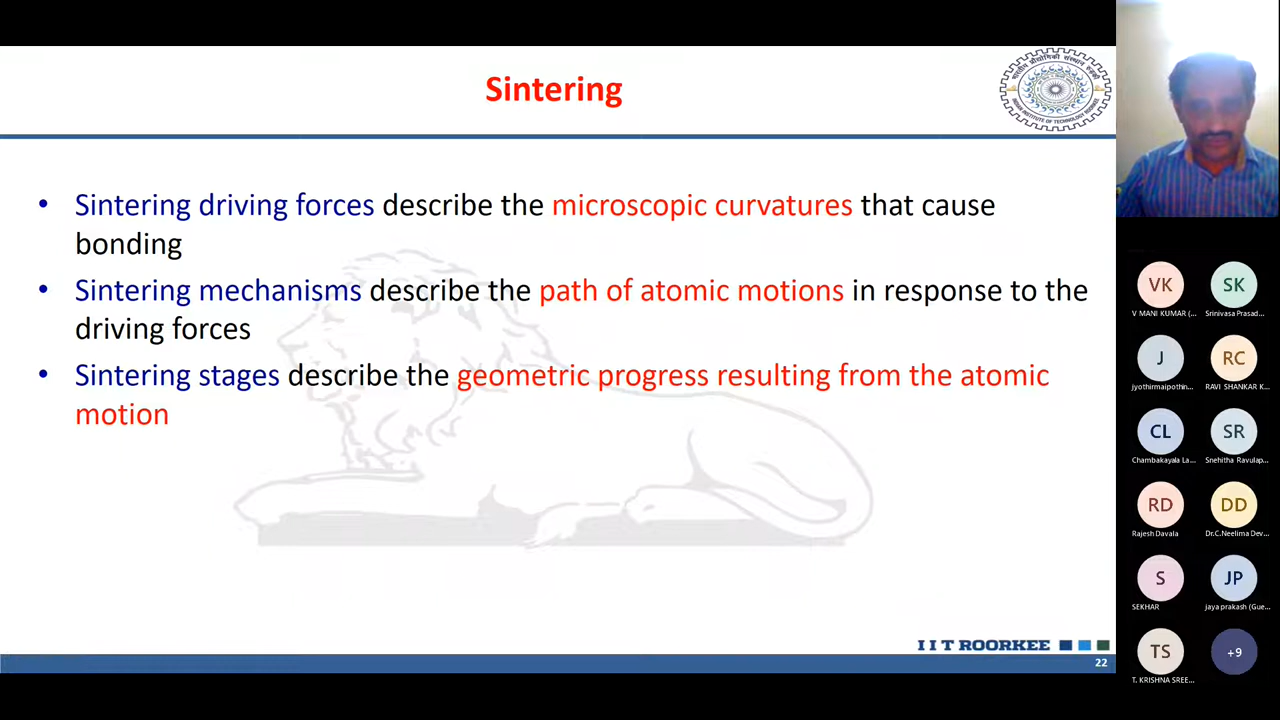 Sintering
• Sintering driving forces describe the microscopic curvatures that cause
bonding
• Sintering mechanisms describe the path of atomic motions in response to the
driving forces
• Sintering stages describe the geometric progress resulting from the atomic
motion
I I T ROORKEE
22
VK
V MANI KUMAR (...
SK
Srinivasa Prasad...
J
jyothirmaipothin...
RC
RAVI SHANKAR K...
CL
Chambakayala La...
SR
Snehitha Ravulap...
RD
Rajesh Davala
DD
Dr.C.Neelima Dev...
S
SEKHAR
JP
jaya prakash (Gue...
TS
T. KRISHNA SREE...
+9